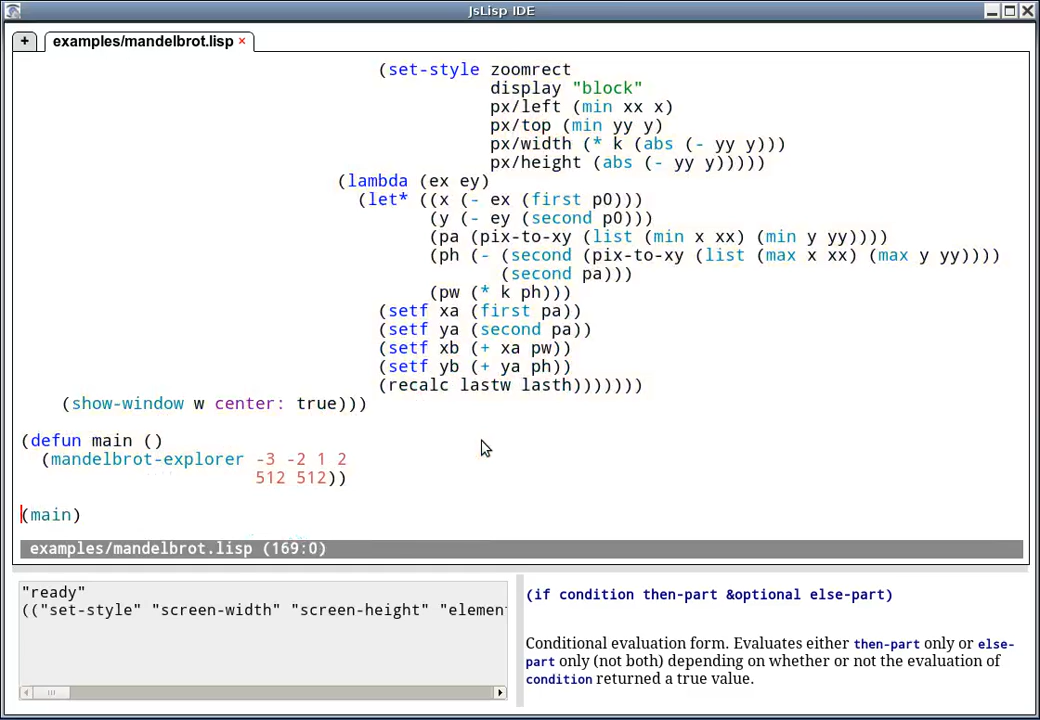 JsLisp IDE
+ examples/mandelbrot.lisp ×
(set-style zoomrect
display "block"
px/left (min xx x)
px/top (min yy y)
px/width (* k (abs (- yy y)))
px/height (abs (- yy y)))))
(lambda (ex ey)
(let* ((x (- ex (first p0)))
(y (- ey (second p0)))
(pa (pix-to-xy (list (min x xx) (min y yy))))
(ph (- (second (pix-to-xy (list (max x xx) (max y yy))))
(second pa)))
(pw (* k ph)))
(setf xa (first pa))
(setf ya (second pa))
(setf xb (+ xa pw))
(setf yb (+ ya ph))
(recalc lastw lasth)))))))
(show-window w center: true)))
(defun main ()
(mandelbrot-explorer -3 -2 1 2
512 512))
(main)
examples/mandelbrot.lisp (169:0)
"ready"
(("set-style" "screen-width" "screen-height" "elemen
(if condition then-part &optional else-part)
Conditional evaluation form. Evaluates either then-part only or else-
part only (not both) depending on whether or not the evaluation of
condition returned a true value.